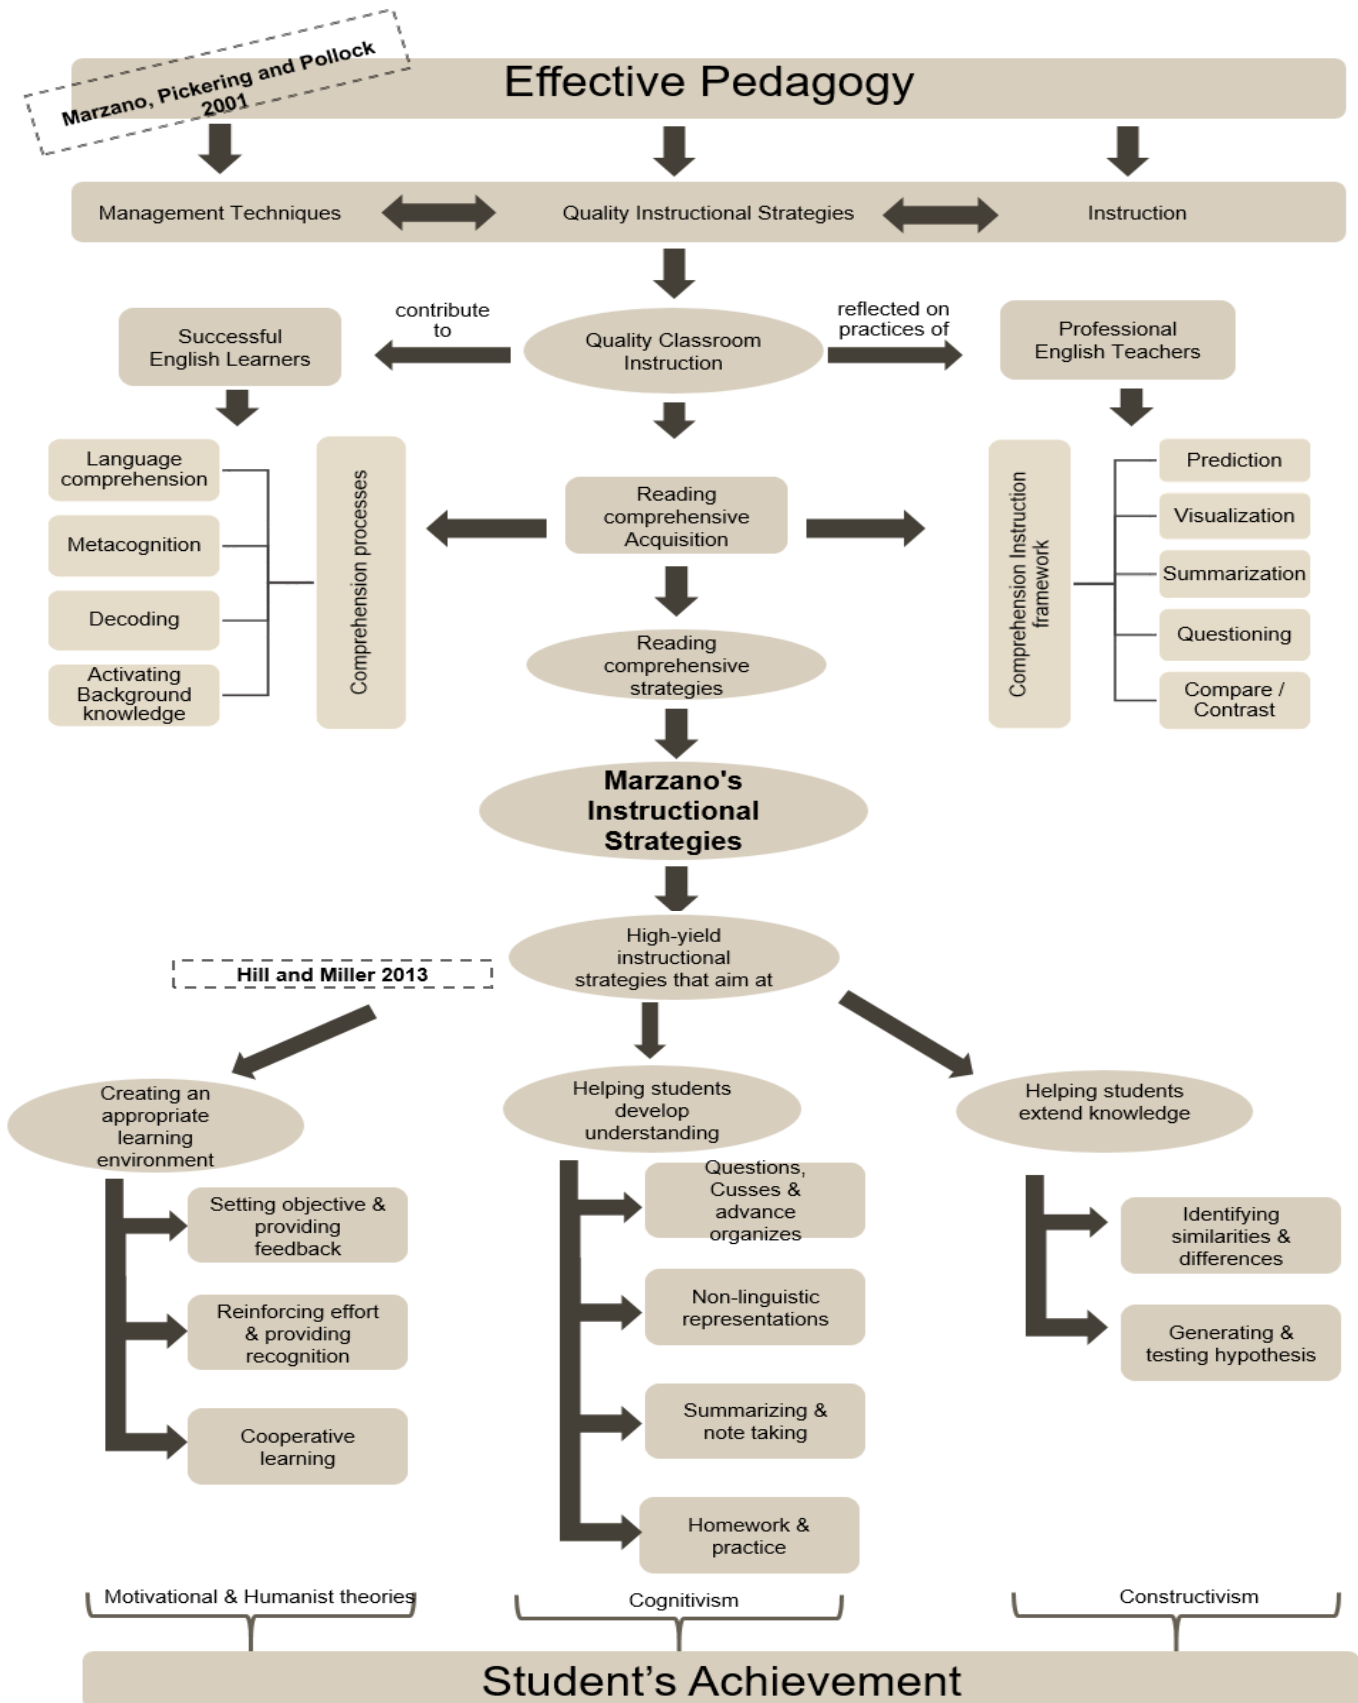 Marzano, Pickering and Pollock
2001
Effective Pedagogy
Management Techniques
Quality Instructional Strategies
Instruction
Successful
English Learners
contribute
to
Quality Classroom
Instruction
reflected on
practices of
Professional
English Teachers
Language
comprehension
Metacognition
Decoding
Activating
Background
knowledge
Comprehension processes
Reading
comprehensive
Acquisition
Comprehension Instruction
framework
Prediction
Visualization
Summarization
Questioning
Compare /
Contrast
Reading
comprehensive
strategies
Marzano's
Instructional
Strategies
High-yield
instructional
strategies that aim at
Hill and Miller 2013
Creating an
appropriate
learning
environment
Helping students
develop
understanding
Helping students
extend knowledge
Setting objective &
providing
feedback
Reinforcing effort
& providing
recognition
Cooperative
learning
Questions,
Cusses &
advance
organizes
Non-linguistic
representations
Summarizing &
note taking
Homework &
practice
Identifying
similarities &
differences
Generating &
testing hypothesis
Motivational & Humanist theories
Cognitivism
Constructivism
Student’s Achievement